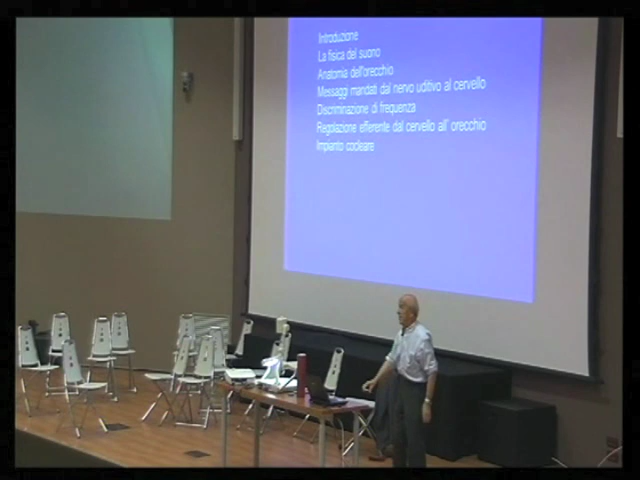 Introduzione
La fisica del suono
Anatomia dell'orecchio
Messaggi mandati dal nervo uditivo al cervello
Discriminazione di frequenza
Regolazione efferente dal cervello all' orecchio
Impianto cocleare